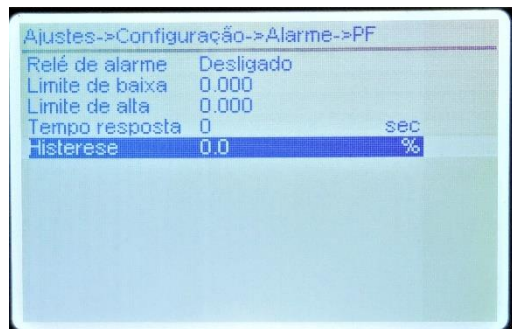 Ajustes->Configuração->Alarme->PF
Relé de alarme Desligado
Limite de baixa 0.000
Limite de alta 0.000
Tempo resposta 0 sec
Histerese 0.0 %